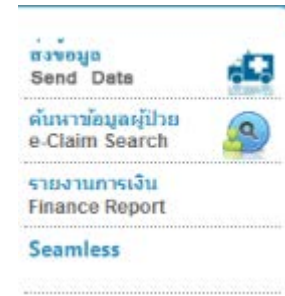 ส่งข้อมูล
Send Data
ค้นหาข้อมูลผู้ป่วย
e-Claim Search
รายงานการเงิน
Finance Report
Seamless